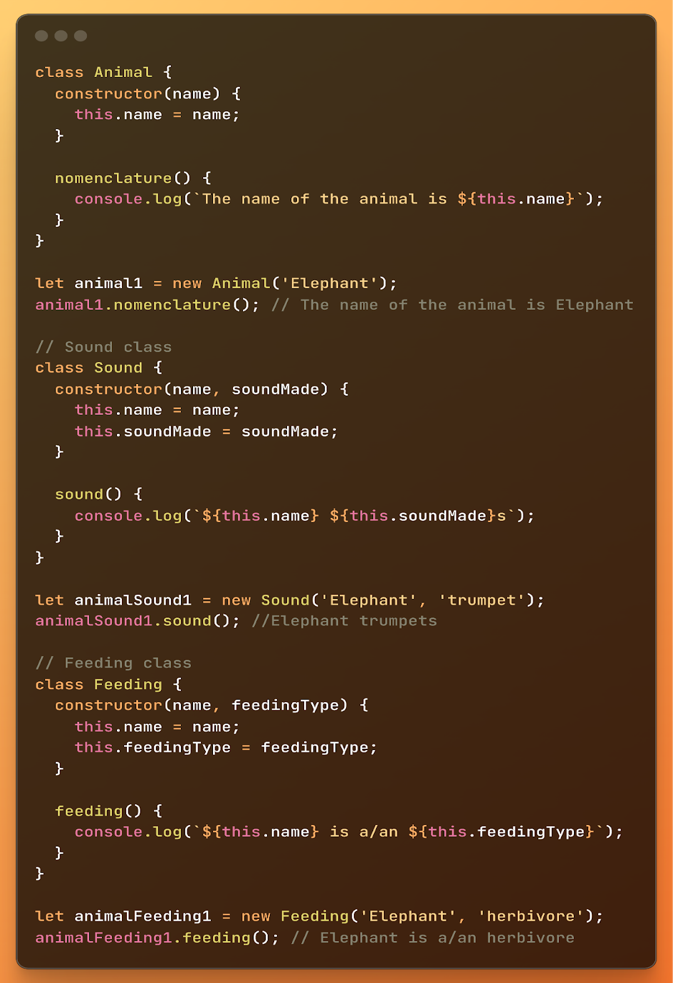 class Animal {
  constructor(name) {
    this.name = name;
  }

  nomenclature() {
    console.log(`The name of the animal is ${this.name}`);
  }
}

let animal1 = new Animal('Elephant');
animal1.nomenclature(); // The name of the animal is Elephant

// Sound class
class Sound {
  constructor(name, soundMade) {
    this.name = name;
    this.soundMade = soundMade;
  }

  sound() {
    console.log(`${this.name} ${this.soundMade}s`);
  }
}

let animalSound1 = new Sound('Elephant', 'trumpet');
animalSound1.sound(); //Elephant trumpets

// Feeding class
class Feeding {
  constructor(name, feedingType) {
    this.name = name;
    this.feedingType = feedingType;
  }

  feeding() {
    console.log(`${this.name} is a/an ${this.feedingType}`);
  }
}

let animalFeeding1 = new Feeding('Elephant', 'herbivore');
animalFeeding1.feeding(); // Elephant is a/an herbivore